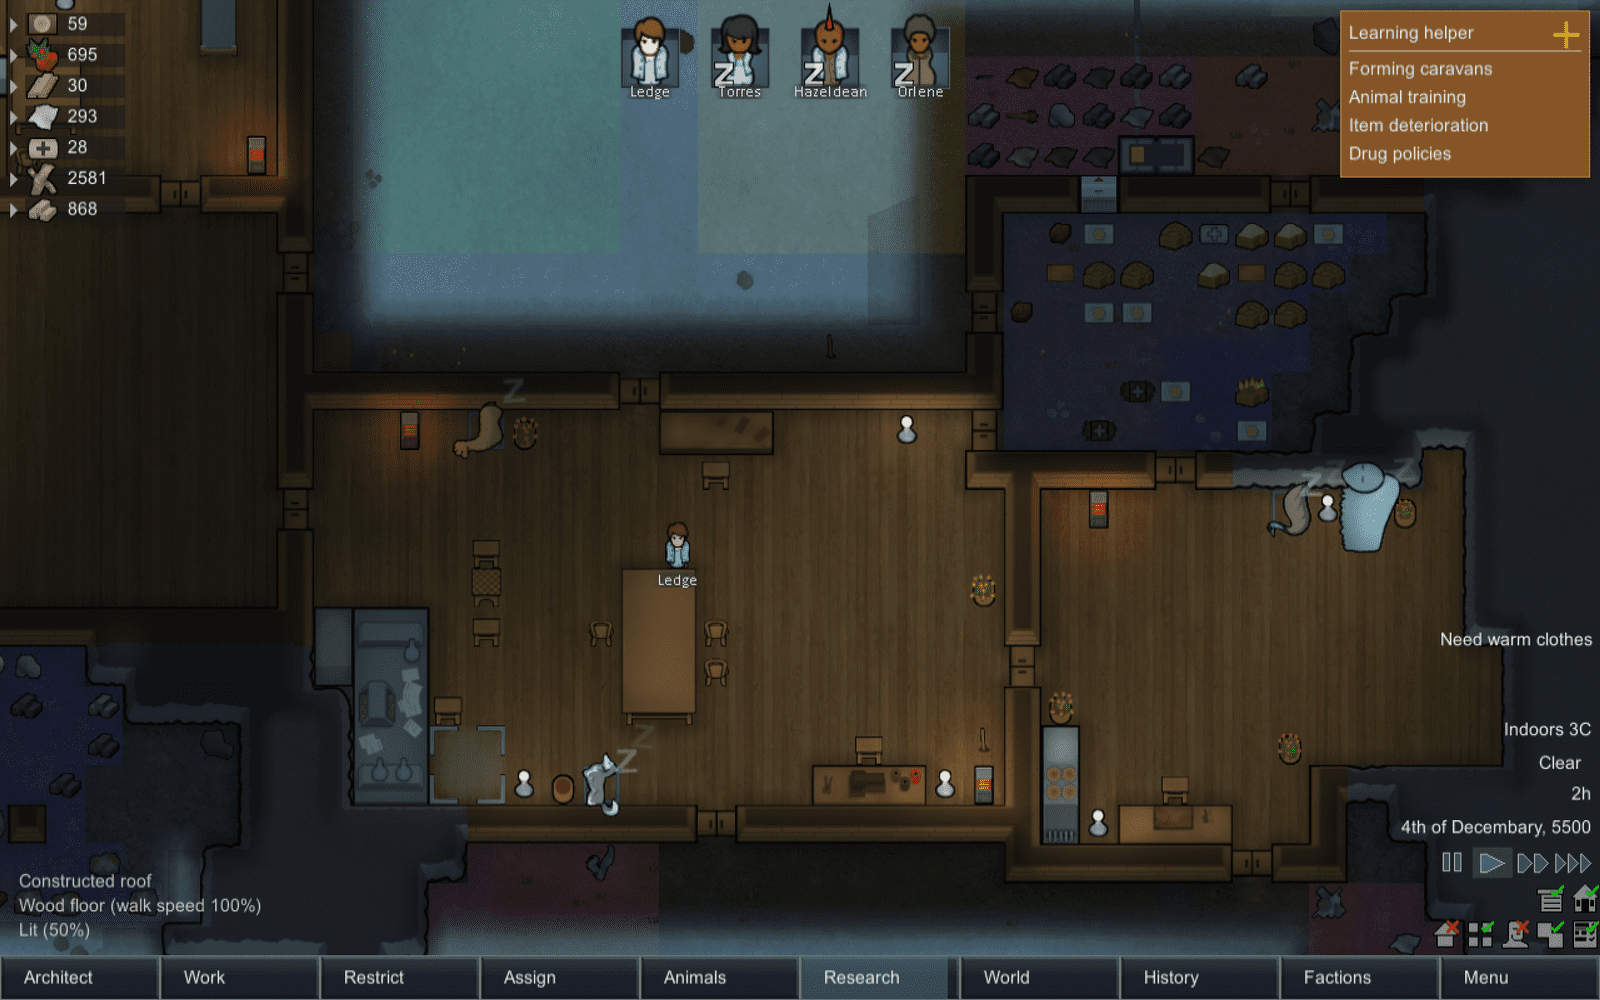 59
695
30
293
28
2581
868
Ledge
Torres
Hazeldean
Orlene
Learning helper
Forming caravans
Animal training
Item deterioration
Drug policies
Ledge
Need warm clothes
Indoors 3C
Clear
2h
4th of Decembary, 5500
Constructed roof
Wood floor (walk speed 100%)
Lit (50%)
Architect
Work
Restrict
Assign
Animals
Research
World
History
Factions
Menu